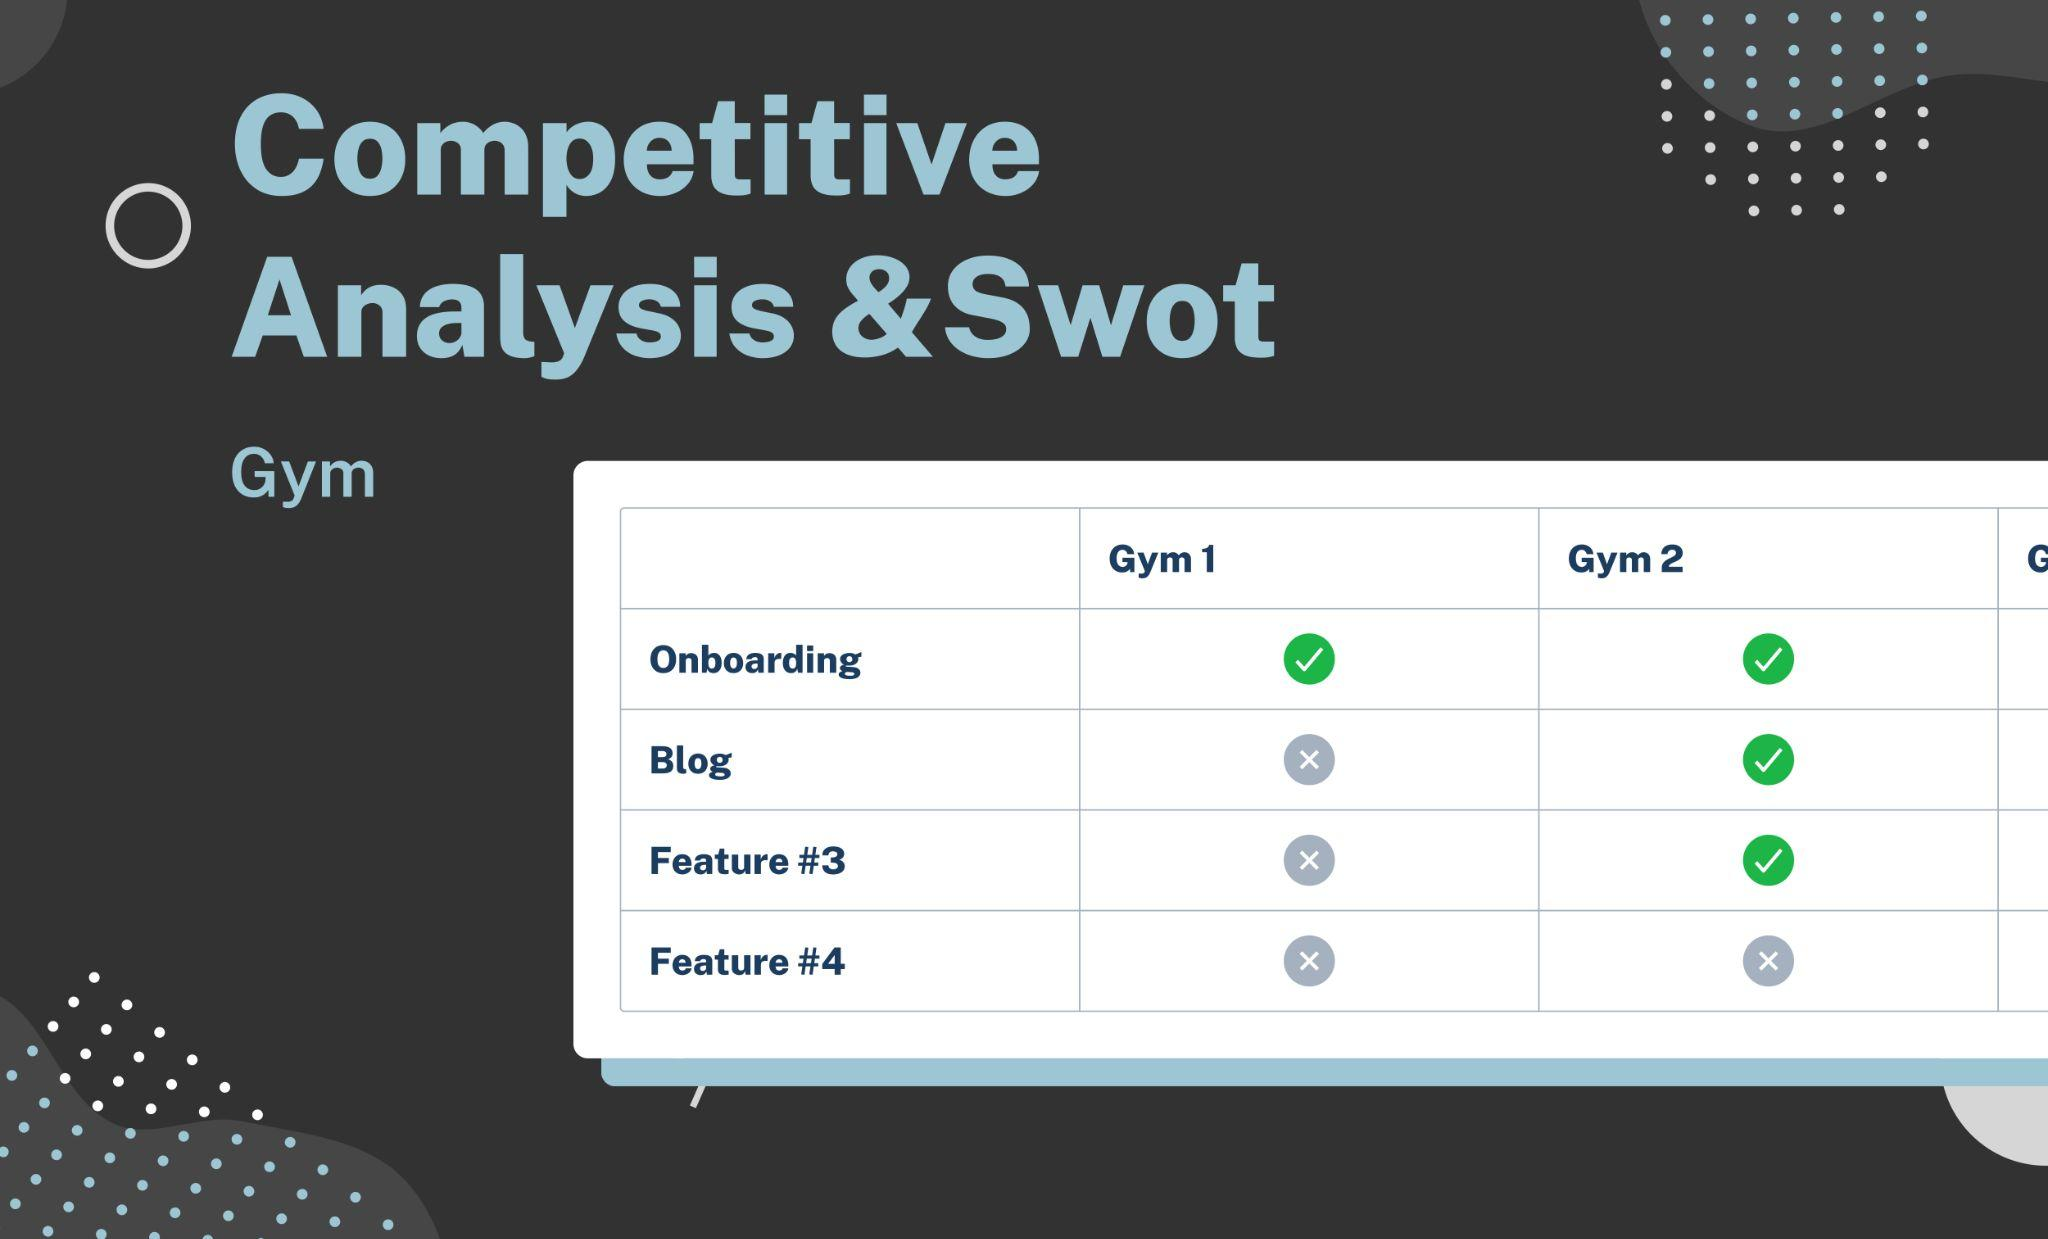 Competitive
Analysis &Swot
Gym
Gym 1 Gym 2
Onboarding
Blog
Feature #3
Feature #4